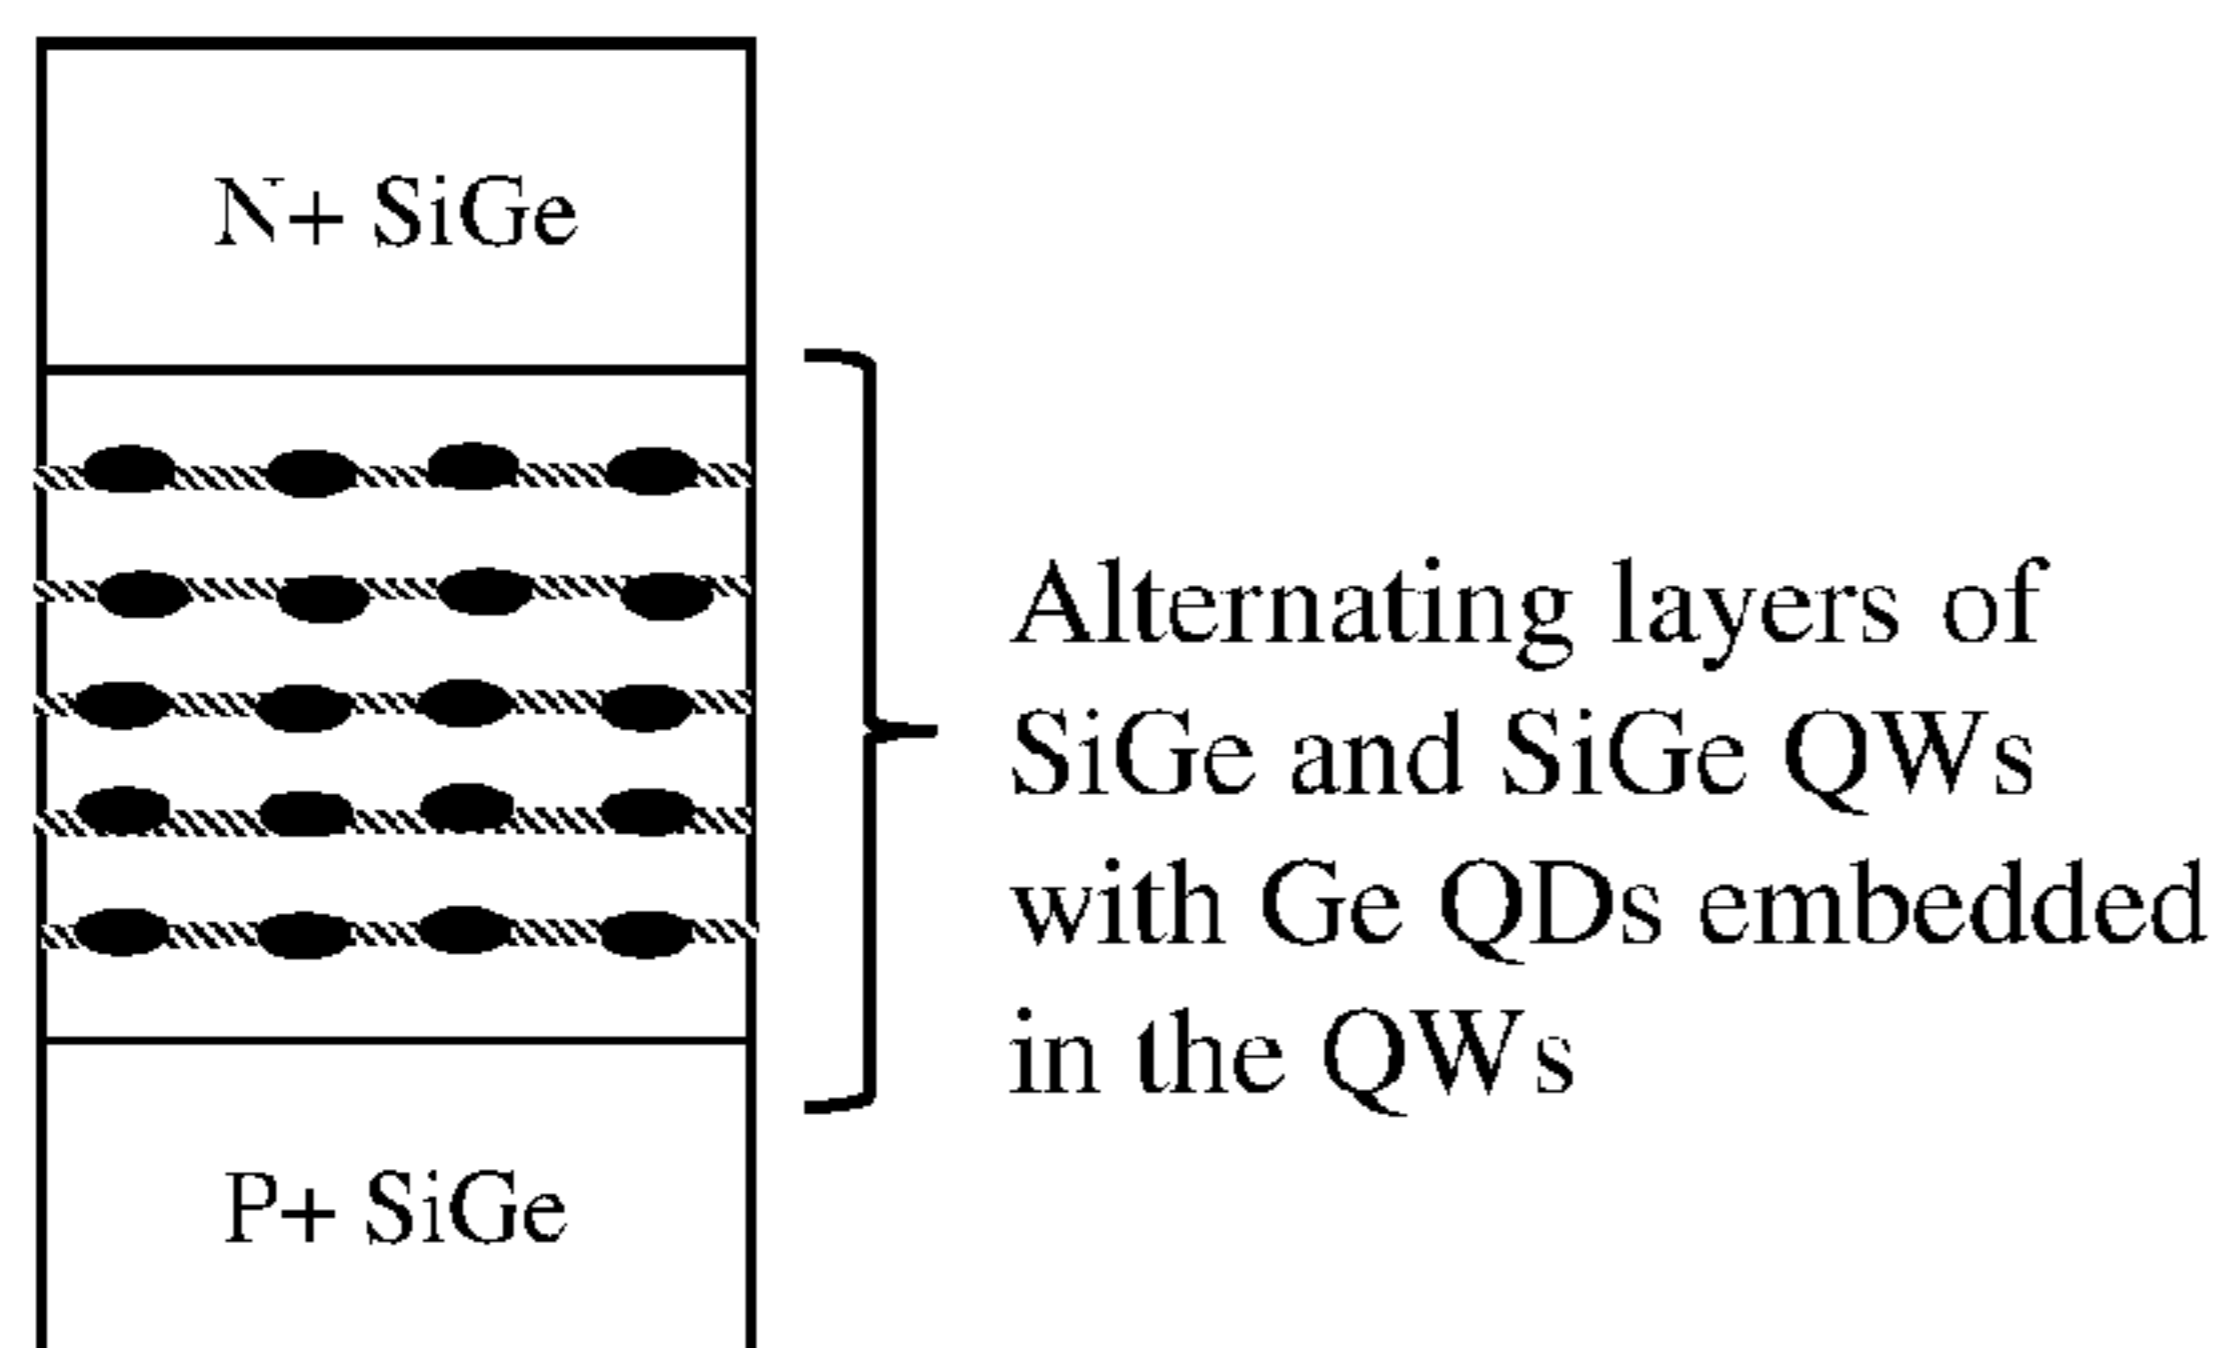 N+ SiGe
Alternating layers of
SiGe and SiGe QWs
with Ge QDs embedded
in the QWs
P+ SiGe